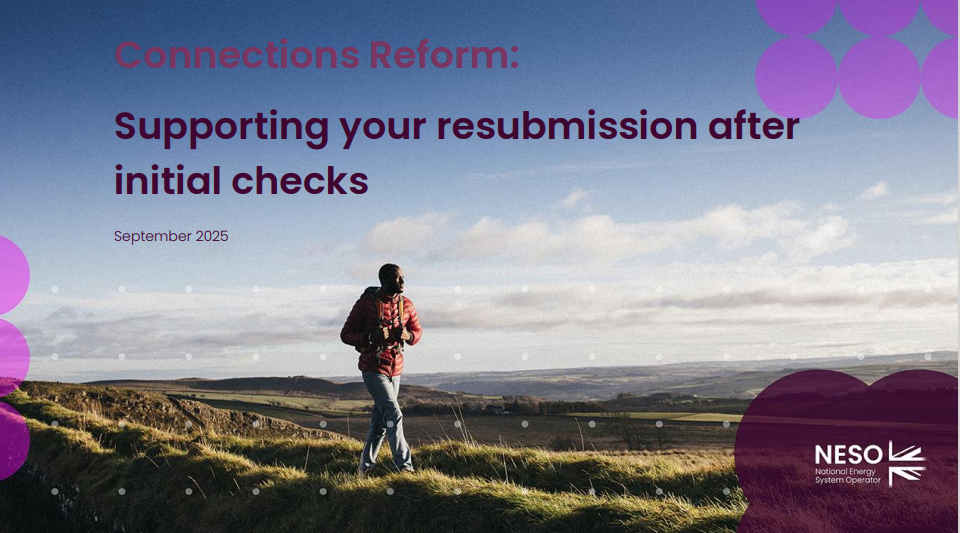 Connections Reform:
Supporting your resubmission after
initial checks
September 2025
NESO
National Energy
System Operator